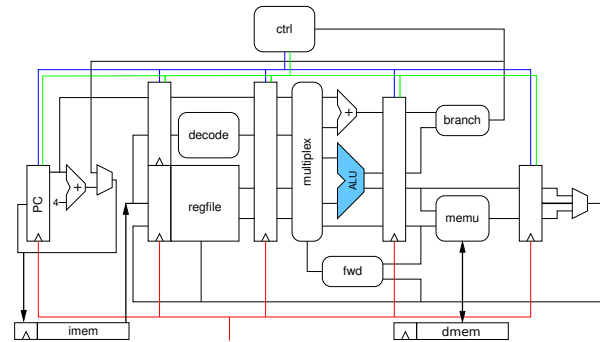 ctrl
decode
multiplex
+
branch
PC
+
4
regfile
ALU
memu
fwd
imem
dmem